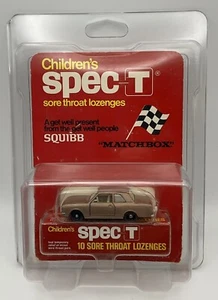 Children's
spec-T®
sore throat lozenges
A get well present
from the get well people
SQUIBB
"MATCHBOX"
Children's
spec-T
10 SORE THROAT LOZENGES